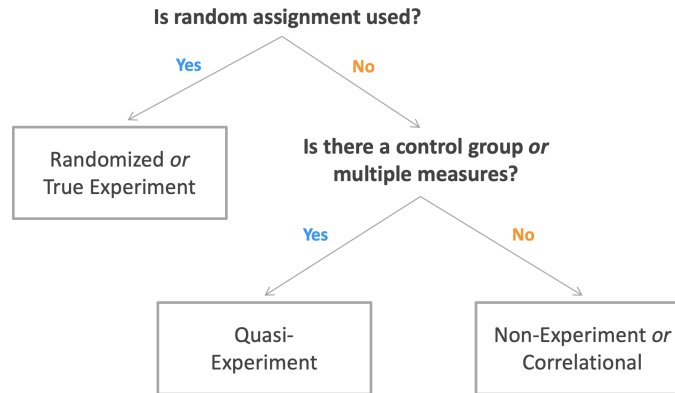 Is random assignment used?
Yes
No
Randomized or
True Experiment
Is there a control group or
multiple measures?
Yes
No
Quasi-
Experiment
Non-Experiment or
Correlational